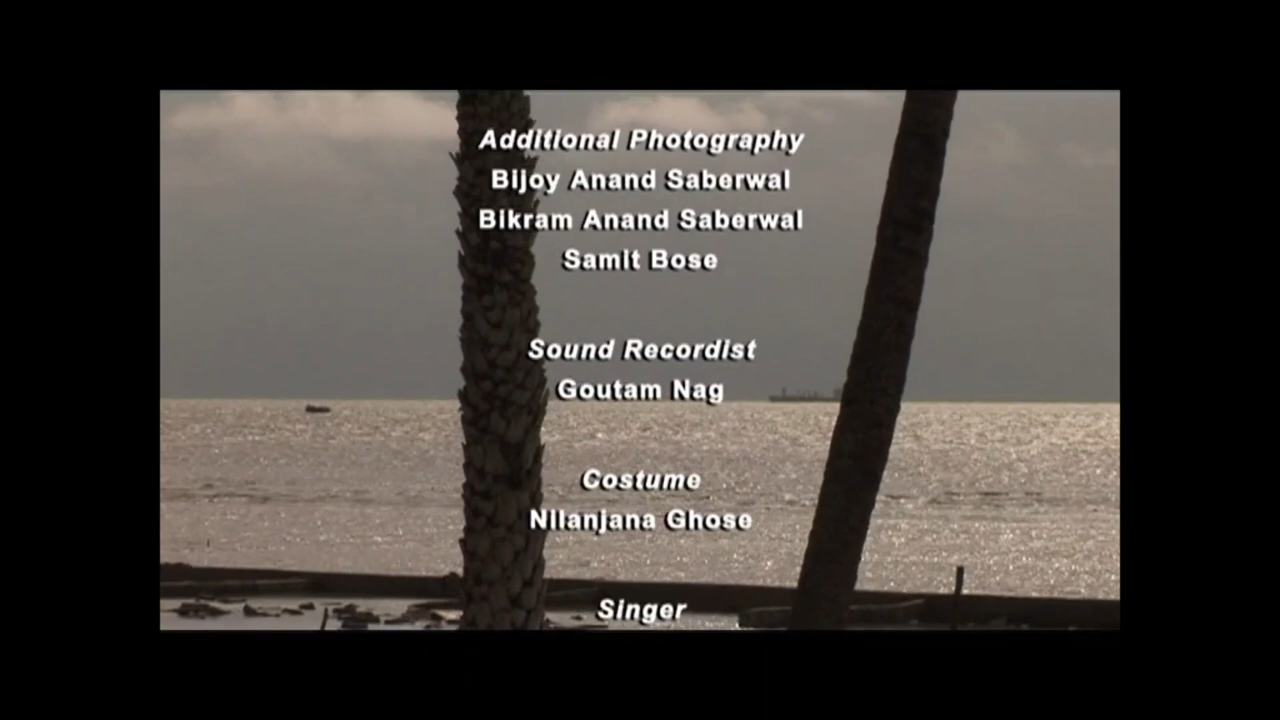 Additional Photography
Bijoy Anand Saberwal
Bikram Anand Saberwal
Samit Bose
Sound Recordist
Goutam Nag
Costume
Nilanjana Ghose
Singer